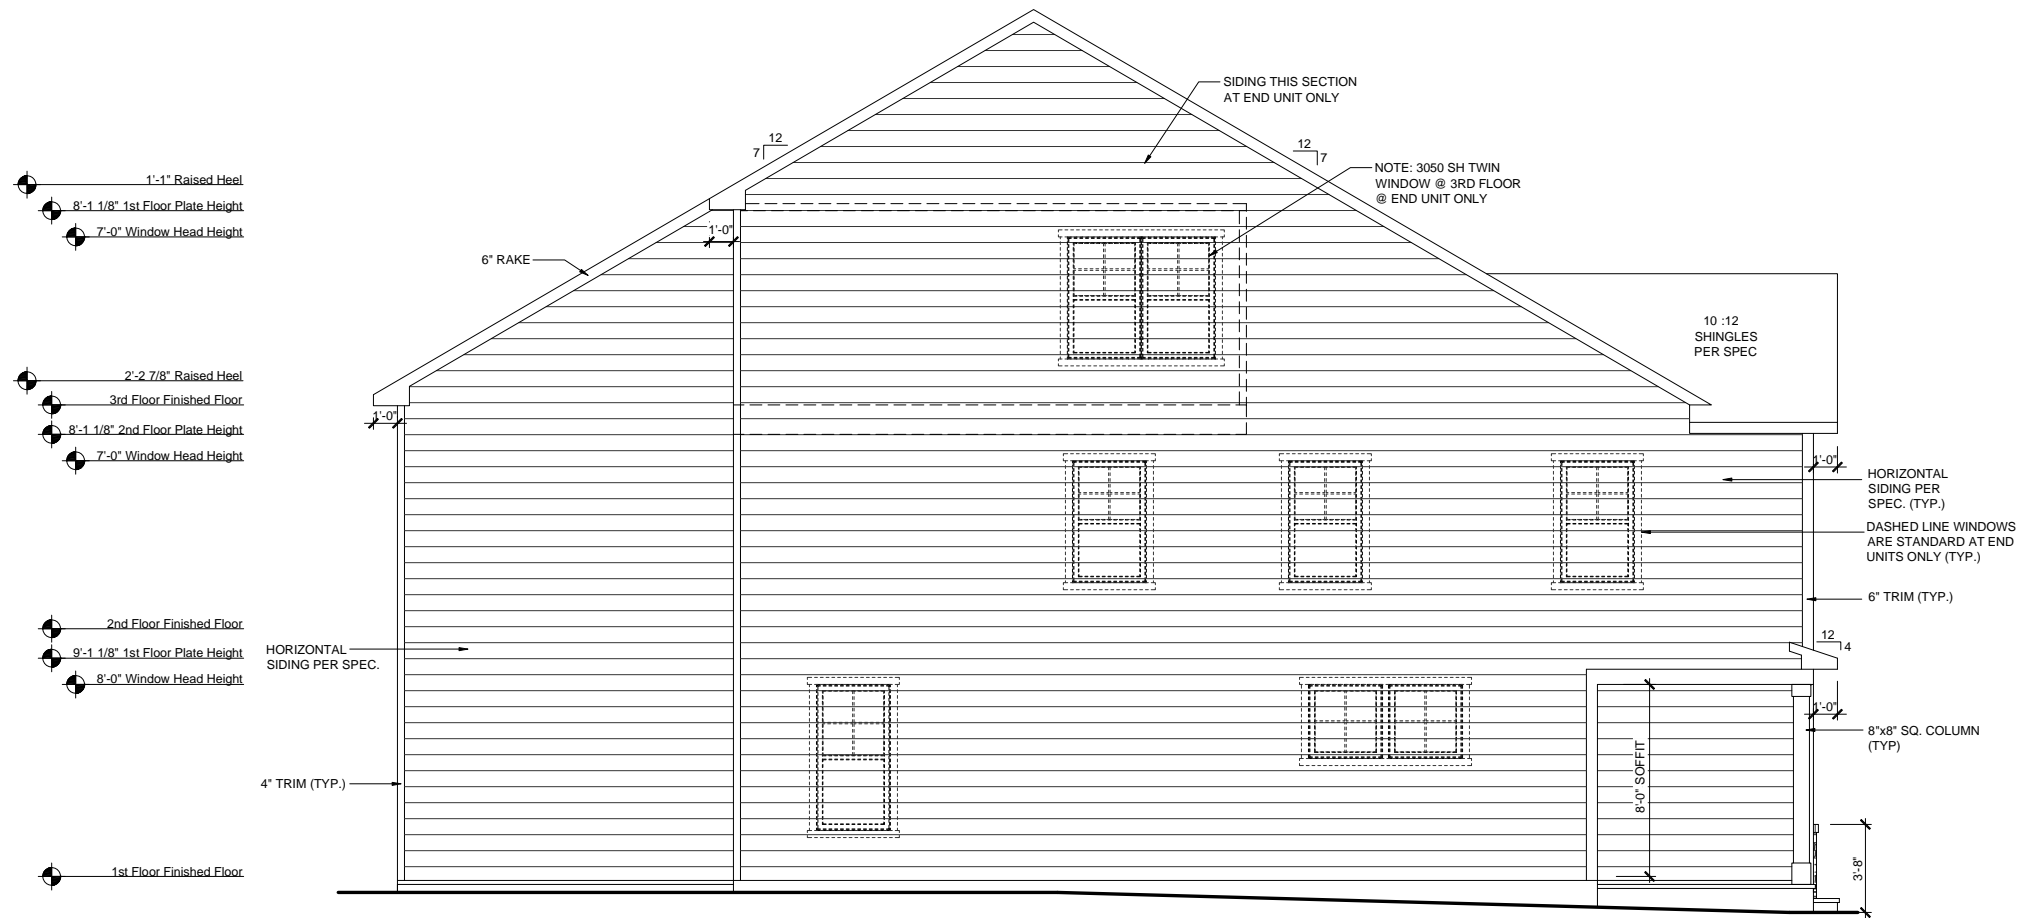 SIDING THIS SECTION
AT END UNIT ONLY
12
7
12
7
NOTE: 3050 SH TWIN
WINDOW @ 3RD FLOOR
@ END UNIT ONLY
1'-1" Raised Heel
8'-1 1/8" 1st Floor Plate Height
7'-0" Window Head Height
1'-0"
6" RAKE
10 :12
SHINGLES
PER SPEC
2'-2 7/8" Raised Heel
3rd Floor Finished Floor
8'-1 1/8" 2nd Floor Plate Height
7'-0" Window Head Height
1'-0"
1'-0"
HORIZONTAL
SIDING PER
SPEC. (TYP.)
DASHED LINE WINDOWS
ARE STANDARD AT END
UNITS ONLY (TYP.)
6" TRIM (TYP.)
2nd Floor Finished Floor
9'-1 1/8" 1st Floor Plate Height
8'-0" Window Head Height
HORIZONTAL
SIDING PER SPEC.
12
4
1'-0"
8"x8" SQ. COLUMN
(TYP)
8'-0" SOFFIT
4" TRIM (TYP.)
3'-8"
1st Floor Finished Floor